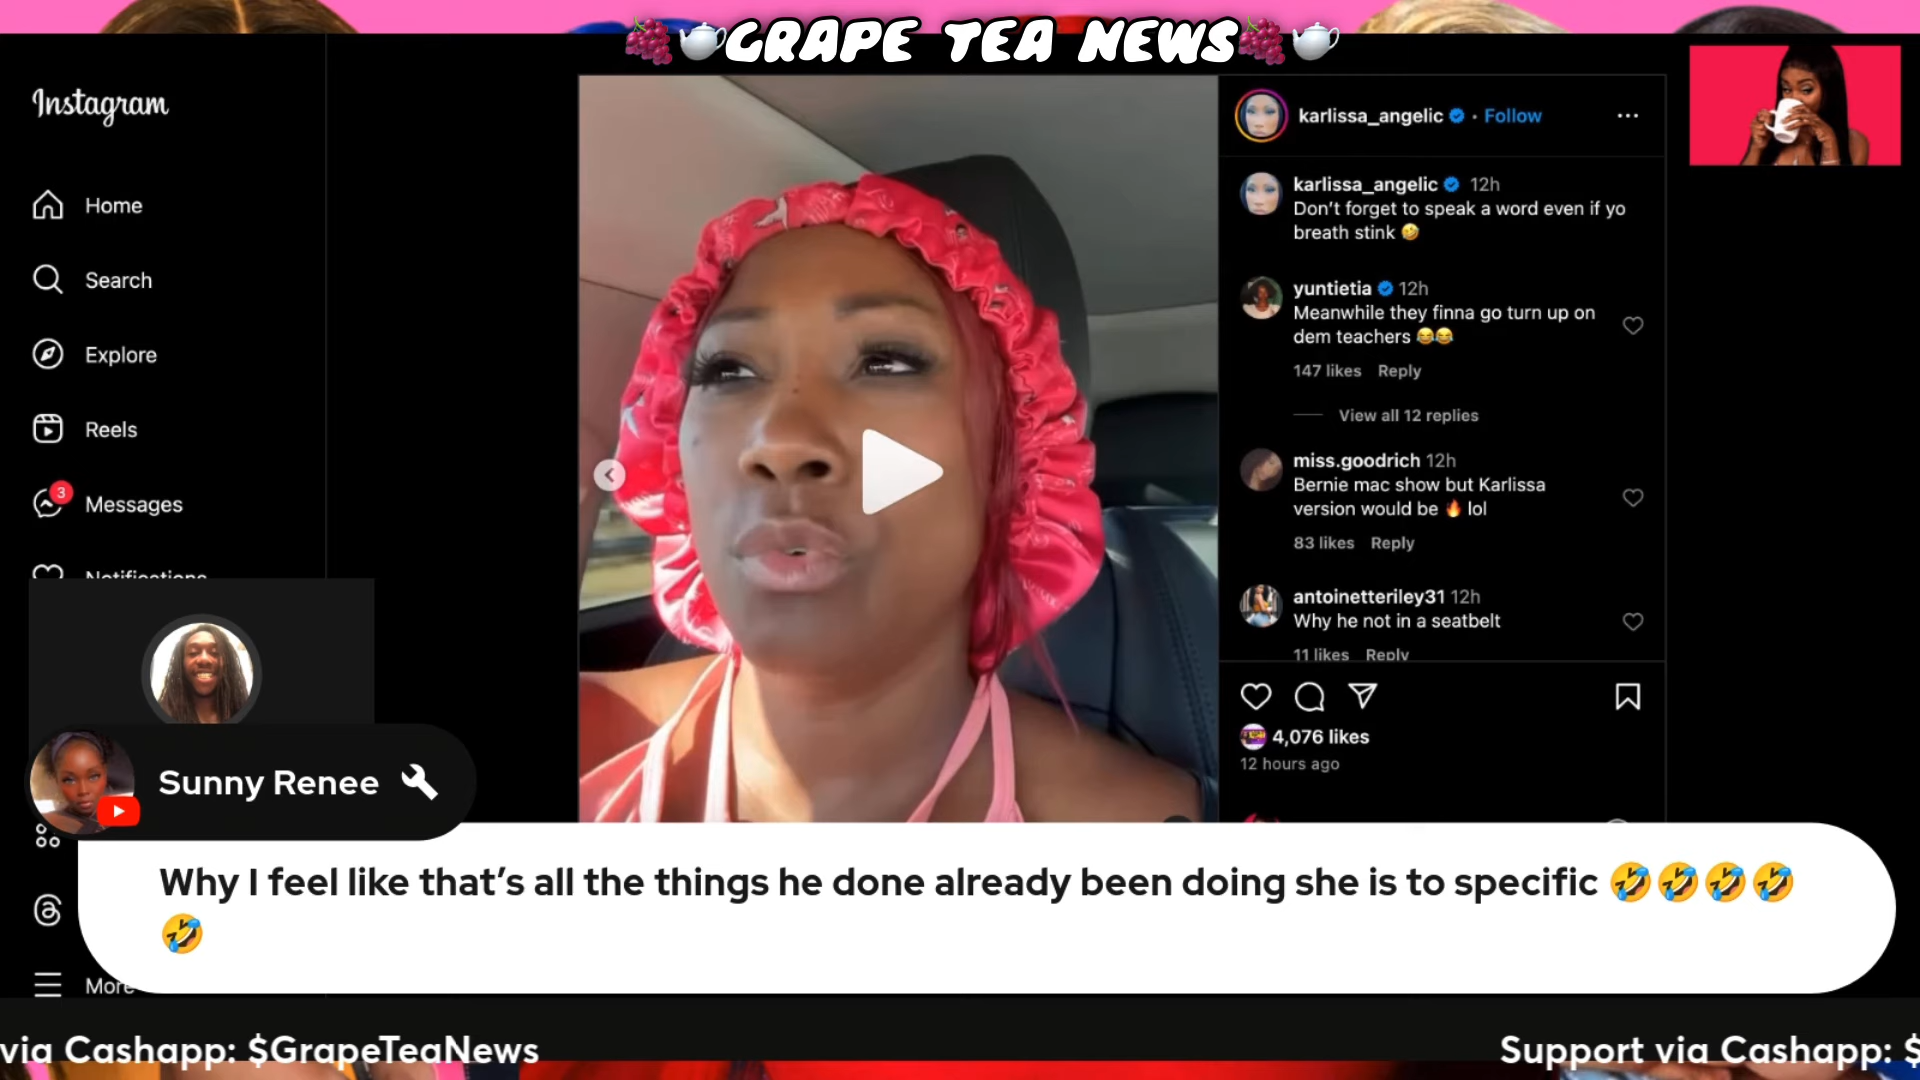 🍇🫖GRAPE TEA NEWS🍇🫖
Instagram
Home
Search
Explore
Reels
3
Messages
Notifications
More
karlissa_angelic · Follow
karlissa_angelic 12h
Don't forget to speak a word even if yo
breath stink 🤣
yuntietia 12h
Meanwhile they finna go turn up on
dem teachers 😂😂
147 likes Reply
View all 12 replies
miss.goodrich 12h
Bernie mac show but Karlissa
version would be 🔥 lol
83 likes Reply
antoinetteriley31 12h
Why he not in a seatbelt
11 likes Reply
4,076 likes
12 hours ago
Sunny Renee
Why I feel like that's all the things he done already been doing she is to specific 🤣🤣🤣🤣
🤣
via Cashapp: $GrapeTeaNews
Support via Cashapp: $